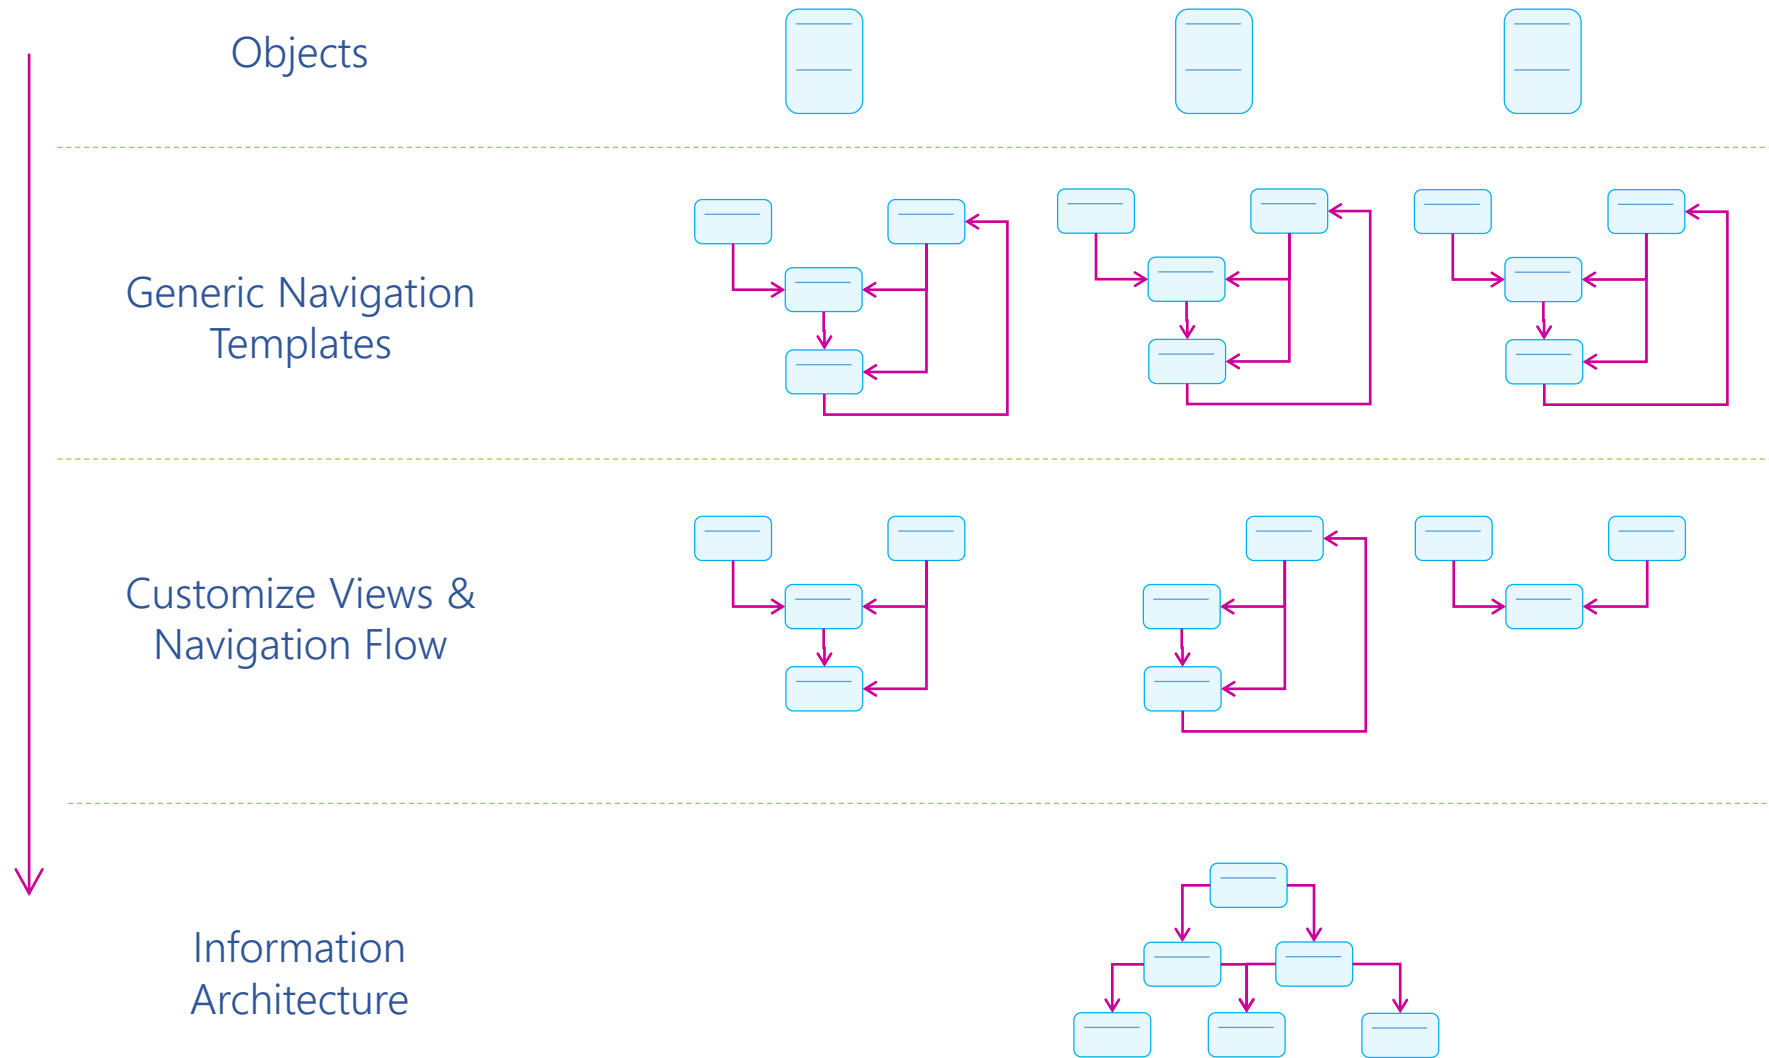 Objects
Generic Navigation
Templates
Customize Views &
Navigation Flow
Information
Architecture